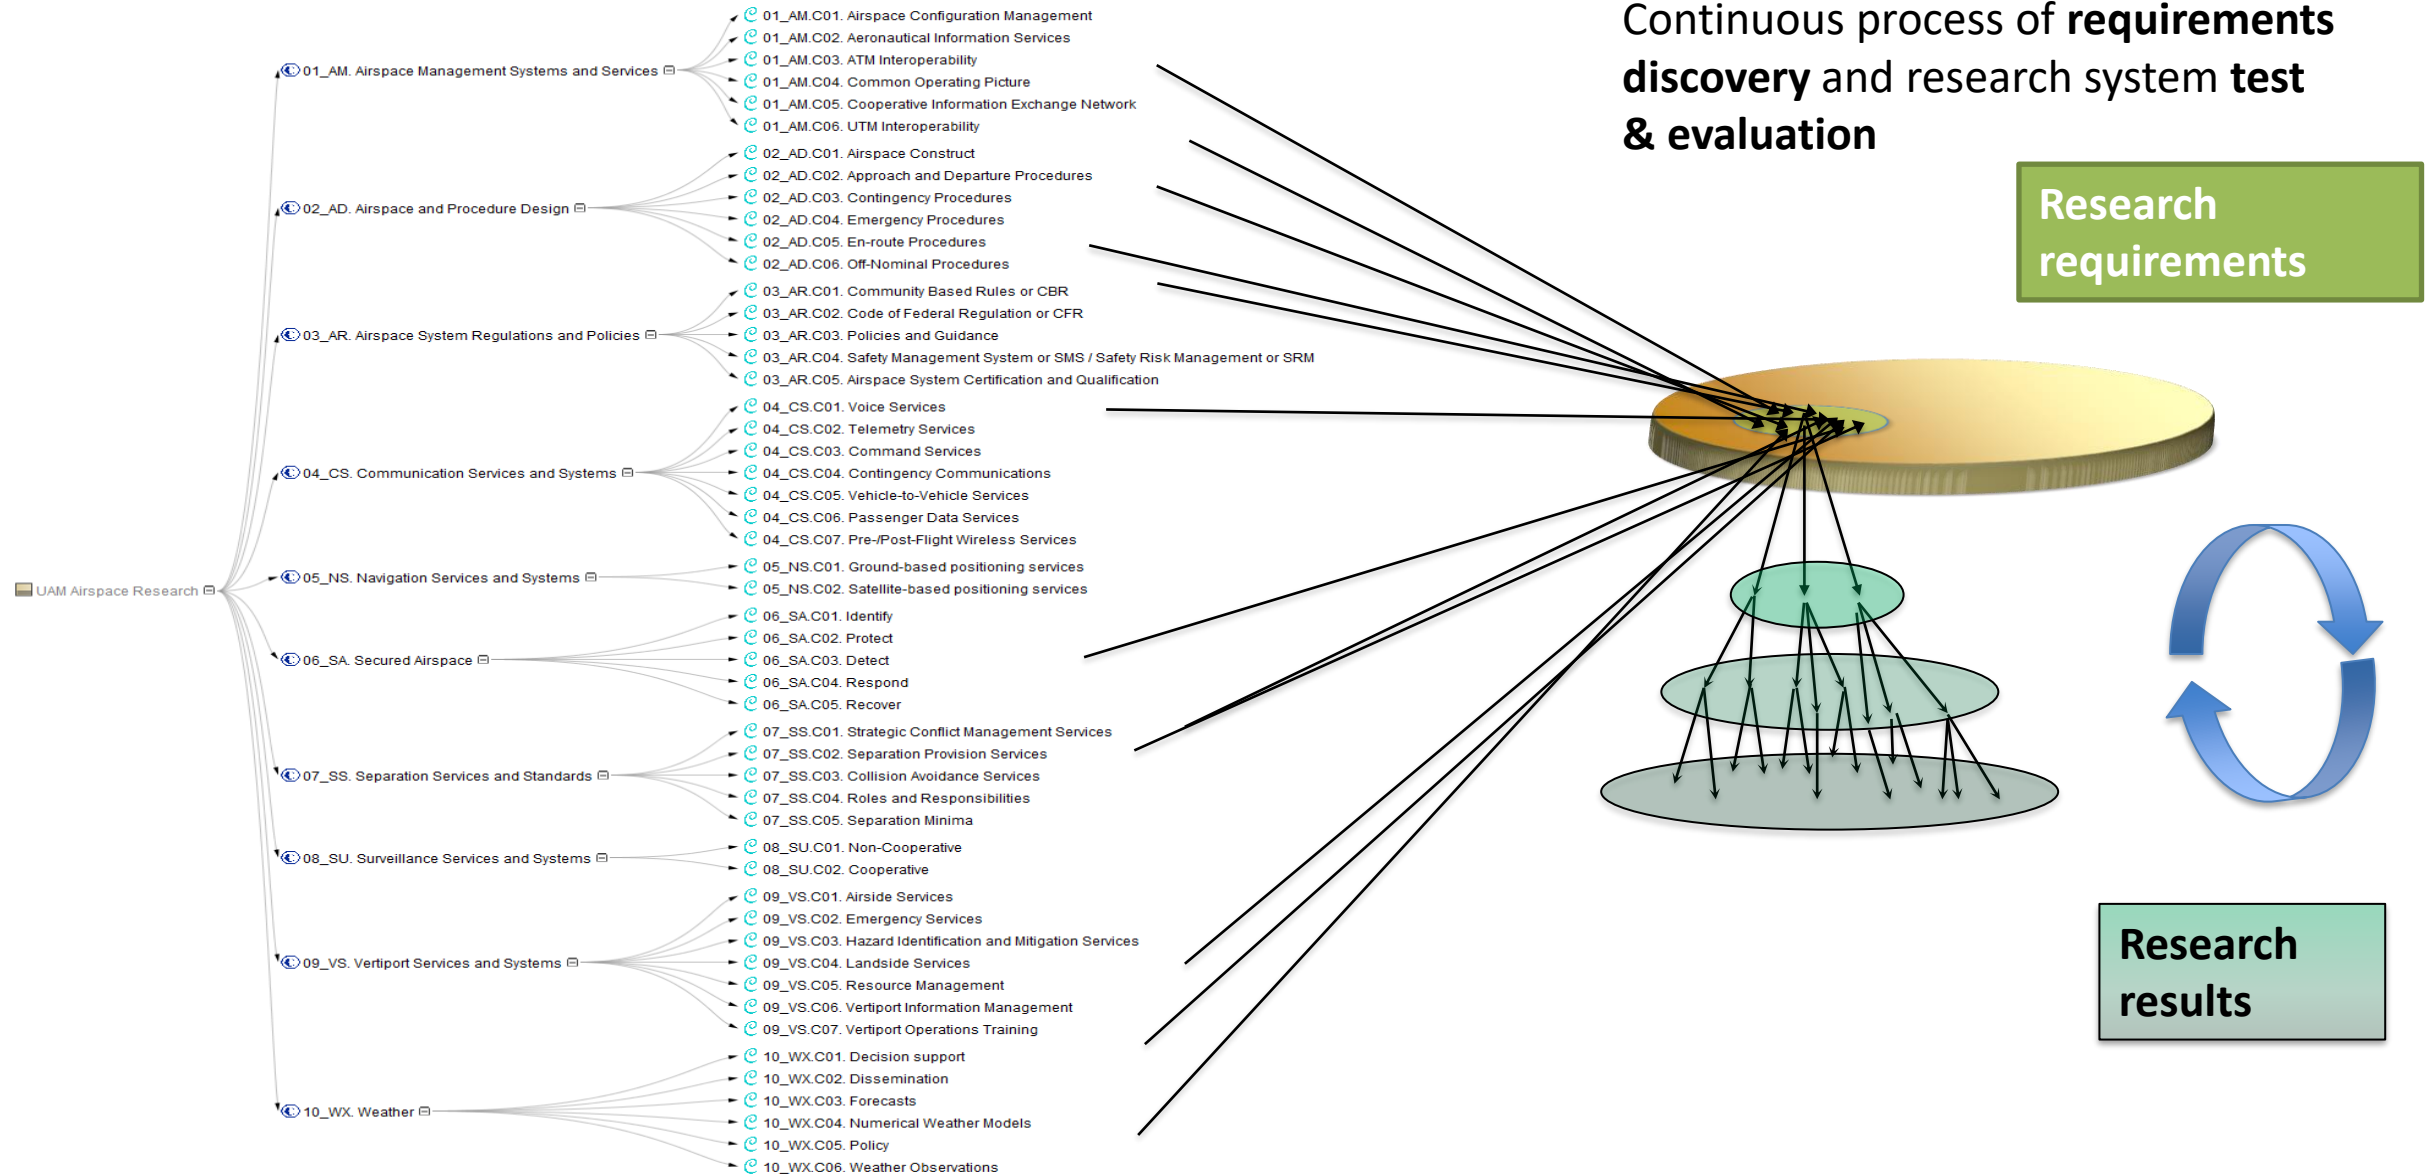 UAM Airspace Research
01_AM. Airspace Management Systems and Services
01_AM.C01. Airspace Configuration Management
01_AM.C02. Aeronautical Information Services
01_AM.C03. ATM Interoperability
01_AM.C04. Common Operating Picture
01_AM.C05. Cooperative Information Exchange Network
01_AM.C06. UTM Interoperability
02_AD. Airspace and Procedure Design
02_AD.C01. Airspace Construct
02_AD.C02. Approach and Departure Procedures
02_AD.C03. Contingency Procedures
02_AD.C04. Emergency Procedures
02_AD.C05. En-route Procedures
02_AD.C06. Off-Nominal Procedures
03_AR. Airspace System Regulations and Policies
03_AR.C01. Community Based Rules or CBR
03_AR.C02. Code of Federal Regulation or CFR
03_AR.C03. Policies and Guidance
03_AR.C04. Safety Management System or SMS / Safety Risk Management or SRM
03_AR.C05. Airspace System Certification and Qualification
04_CS. Communication Services and Systems
04_CS.C01. Voice Services
04_CS.C02. Telemetry Services
04_CS.C03. Command Services
04_CS.C04. Contingency Communications
04_CS.C05. Vehicle-to-Vehicle Services
04_CS.C06. Passenger Data Services
04_CS.C07. Pre-/Post-Flight Wireless Services
05_NS. Navigation Services and Systems
05_NS.C01. Ground-based positioning services
05_NS.C02. Satellite-based positioning services
06_SA. Secured Airspace
06_SA.C01. Identify
06_SA.C02. Protect
06_SA.C03. Detect
06_SA.C04. Respond
06_SA.C05. Recover
07_SS. Separation Services and Standards
07_SS.C01. Strategic Conflict Management Services
07_SS.C02. Separation Provision Services
07_SS.C03. Collision Avoidance Services
07_SS.C04. Roles and Responsibilities
07_SS.C05. Separation Minima
08_SU. Surveillance Services and Systems
08_SU.C01. Non-Cooperative
08_SU.C02. Cooperative
09_VS. Vertiport Services and Systems
09_VS.C01. Airside Services
09_VS.C02. Emergency Services
09_VS.C03. Hazard Identification and Mitigation Services
09_VS.C04. Landside Services
09_VS.C05. Resource Management
09_VS.C06. Vertiport Information Management
09_VS.C07. Vertiport Operations Training
10_WX. Weather
10_WX.C01. Decision support
10_WX.C02. Dissemination
10_WX.C03. Forecasts
10_WX.C04. Numerical Weather Models
10_WX.C05. Policy
10_WX.C06. Weather Observations
Continuous process of requirements
discovery and research system test
& evaluation
Research
requirements
Research
results